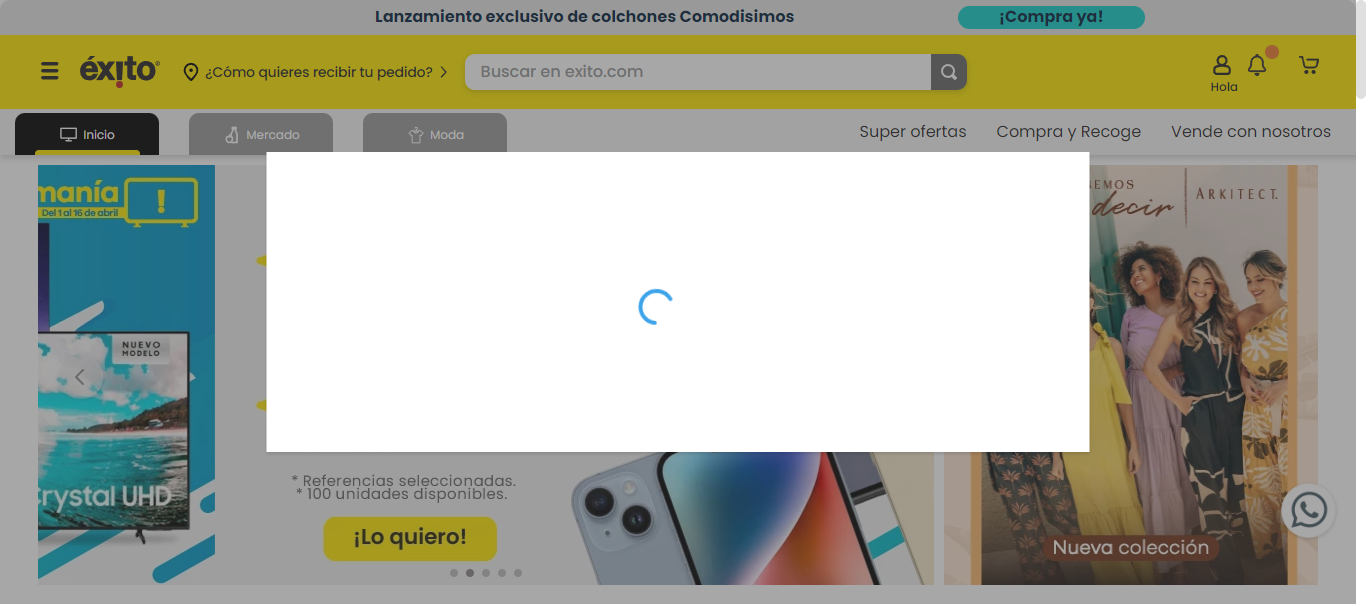 Lanzamiento exclusivo de colchones Comodisimos
¡Compra ya!
éxito
¿Cómo quieres recibir tu pedido?
Buscar en exito.com
Hola
Inicio
Mercado
Moda
Super ofertas
Compra y Recoge
Vende con nosotros
manía
Del 1 al 16 de abril
NUEVO
MODELO
Crystal UHD
* Referencias seleccionadas.
* 100 unidades disponibles.
¡Lo quiero!
decir
ARKITECT.
Nueva colección